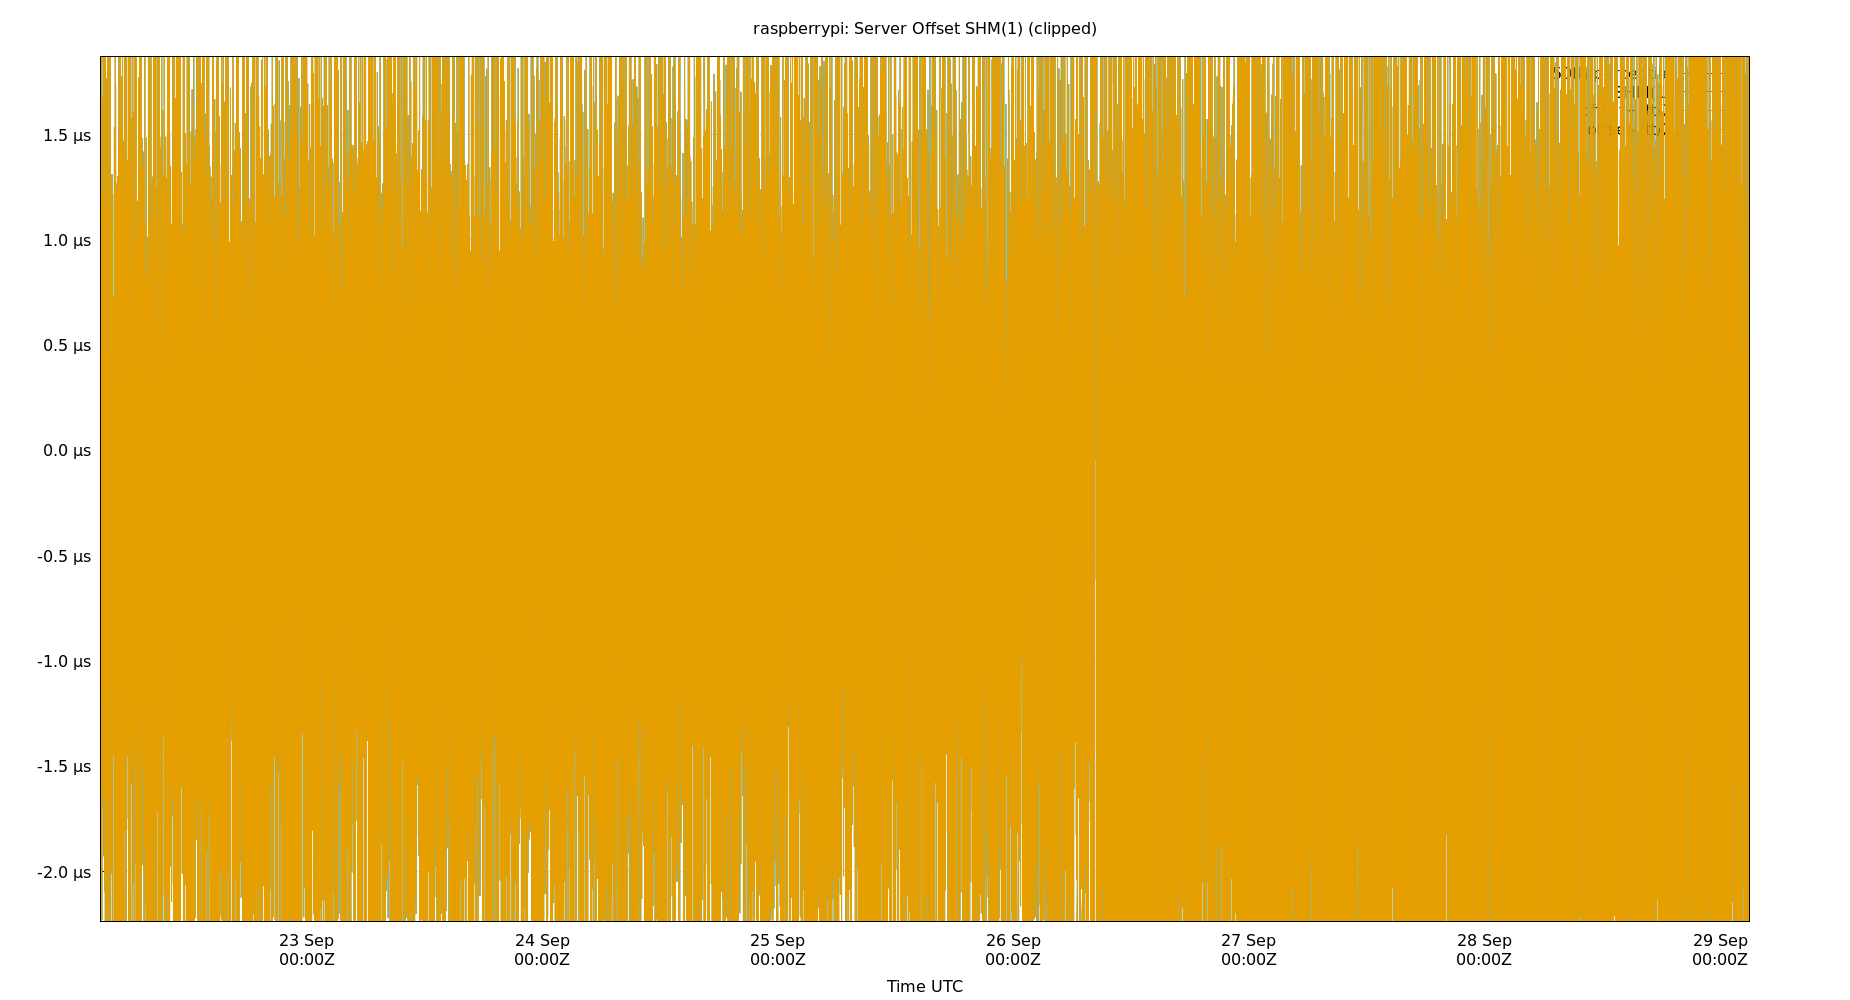 raspberrypi: Server Offset SHM(1) (clipped)
1.5 µs
1.0 µs
0.5 µs
0.0 µs
-0.5 µs
-1.0 µs
-1.5 µs
-2.0 µs
23 Sep 24 Sep 25 Sep 26 Sep 27 Sep 28 Sep 29 Sep
00:00Z 00:00Z 00:00Z 00:00Z 00:00Z 00:00Z 00:00Z
Time UTC